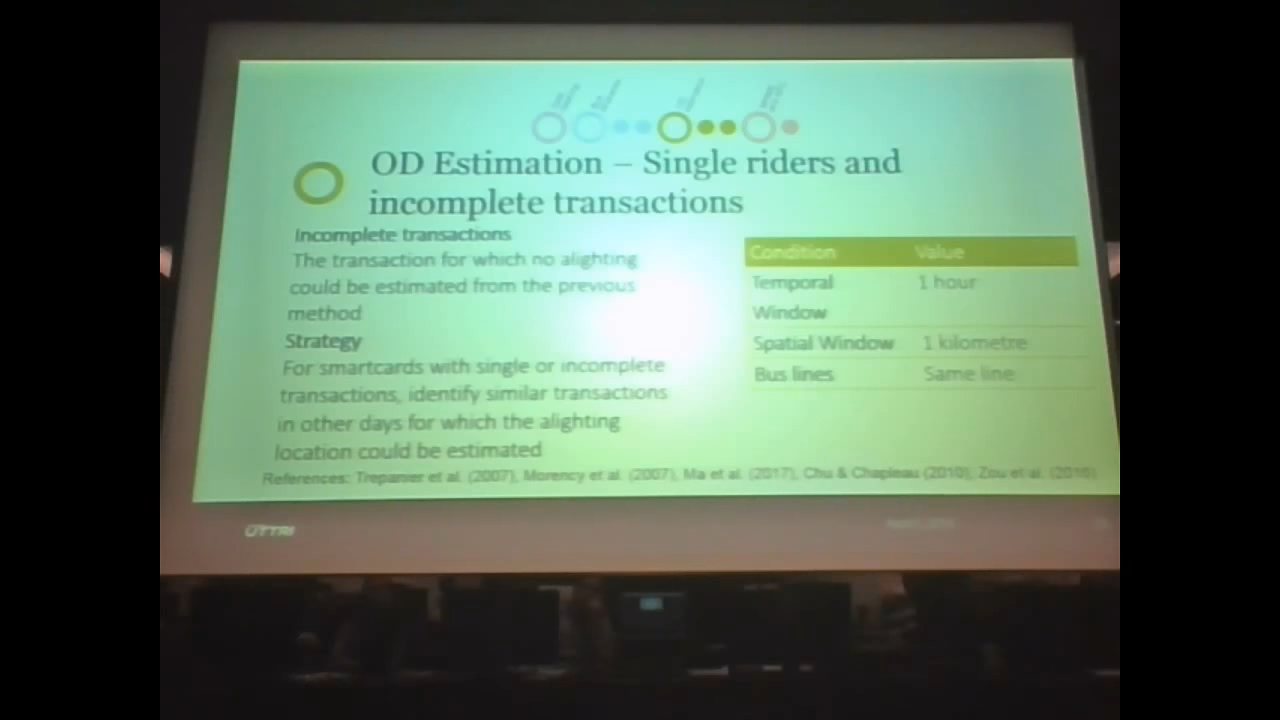 OD Estimation – Single riders and
incomplete transactions
Incomplete transactions
The transaction for which no alighting
could be estimated from the previous
method
Strategy
For smartcards with single or incomplete
transactions, identify similar transactions
in other days for which the alighting
location could be estimated
Condition Value
Temporal 1 hour
Window
Spatial Window 1 kilometre
Bus lines Same line
References: Trepanier et al. (2007), Morency et al. (2007), Ma et al. (2017), Chu & Chapleau (2010), Zou et al. (2016)
UTTRI